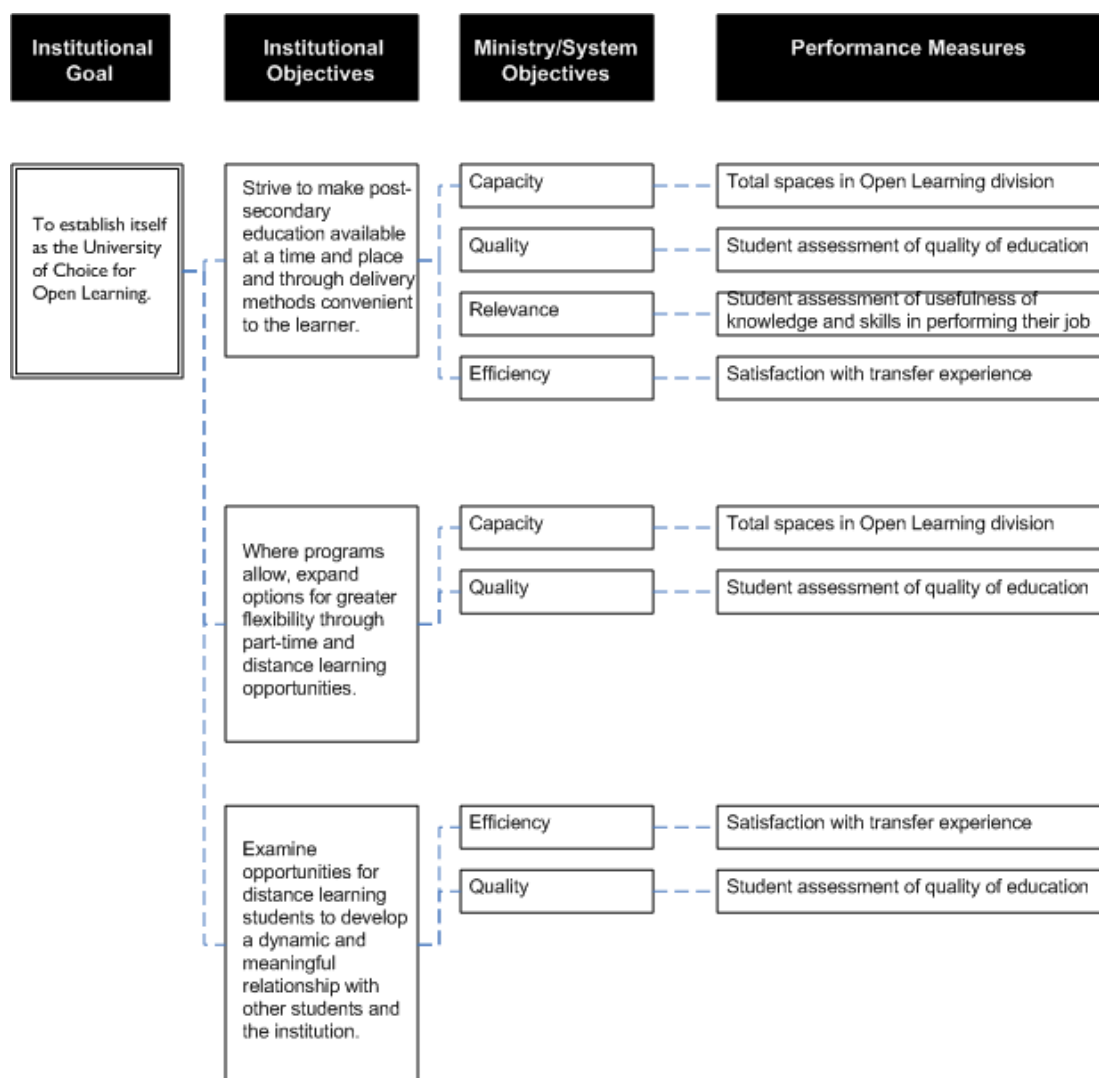 Institutional
Goal
Institutional
Objectives
Ministry/System
Objectives
Performance Measures
To establish itself
as the University
of Choice for
Open Learning.
Strive to make post-
secondary
education available
at a time and place
and through delivery
methods convenient
to the learner.
Capacity
Total spaces in Open Learning division
Quality
Student assessment of quality of education
Relevance
Student assessment of usefulness of
knowledge and skills in performing their job
Efficiency
Satisfaction with transfer experience
Where programs
allow, expand
options for greater
flexibility through
part-time and
distance learning
opportunities.
Capacity
Total spaces in Open Learning division
Quality
Student assessment of quality of education
Examine
opportunities for
distance learning
students to develop
a dynamic and
meaningful
relationship with
other students and
the institution.
Efficiency
Satisfaction with transfer experience
Quality
Student assessment of quality of education